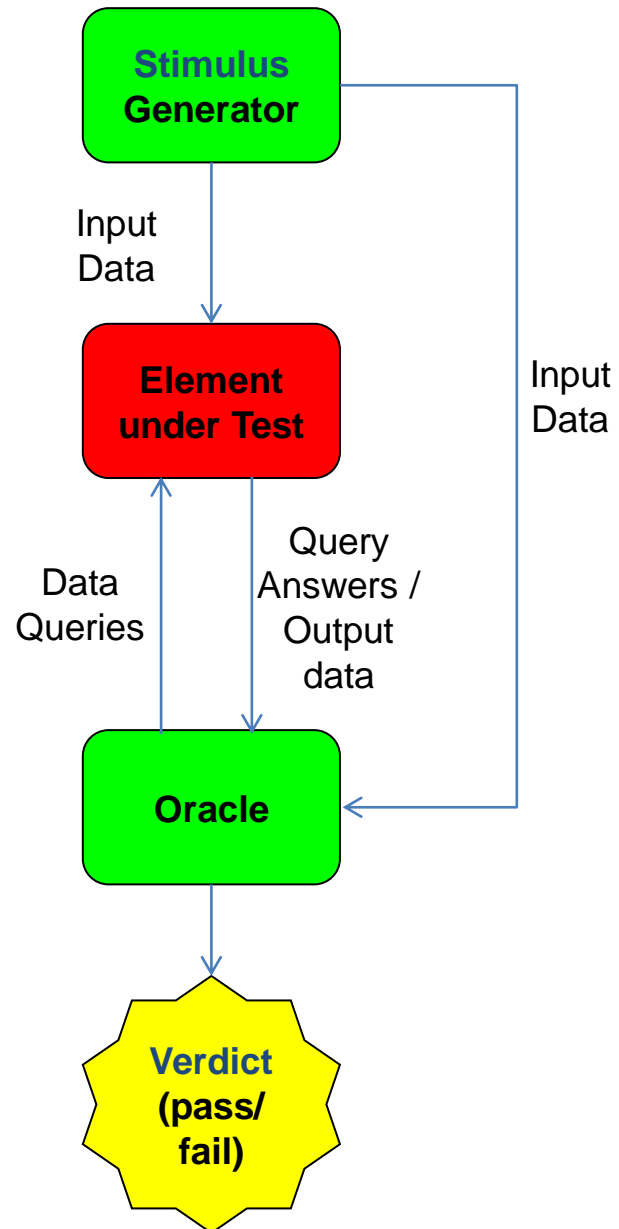 Stimulus
Generator
Input
Data
Element
under Test
Input
Data
Data
Queries
Query
Answers /
Output
data
Oracle
Verdict
(pass/
fail)